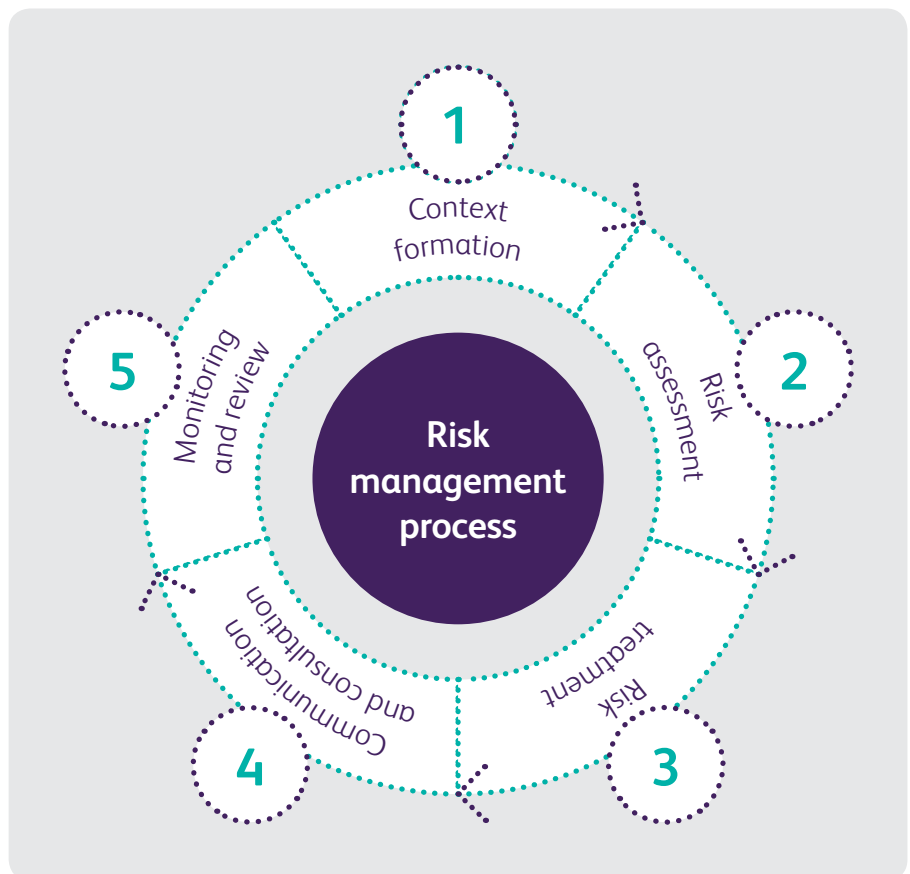 1
Context
formation
2
Risk
assessment
3
Risk
treatment
4
Communication
and consultation
5
Monitoring
and review
Risk
management
process